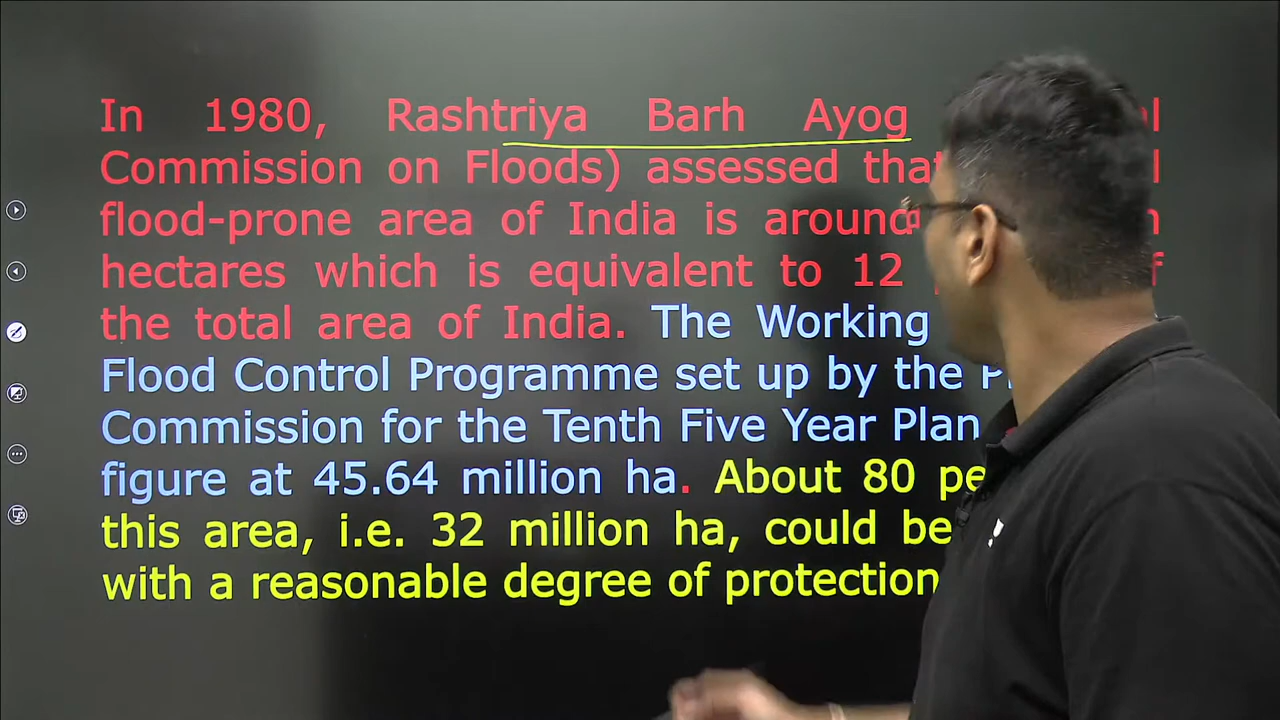 In 1980, Rashtriya Barh Ayog
Commission on Floods) assessed that
flood-prone area of India is around
hectares which is equivalent to 12
the total area of India. The Working
Flood Control Programme set up by the
Commission for the Tenth Five Year Plan
figure at 45.64 million ha. About 80
this area, i.e. 32 million ha, could be
with a reasonable degree of protection